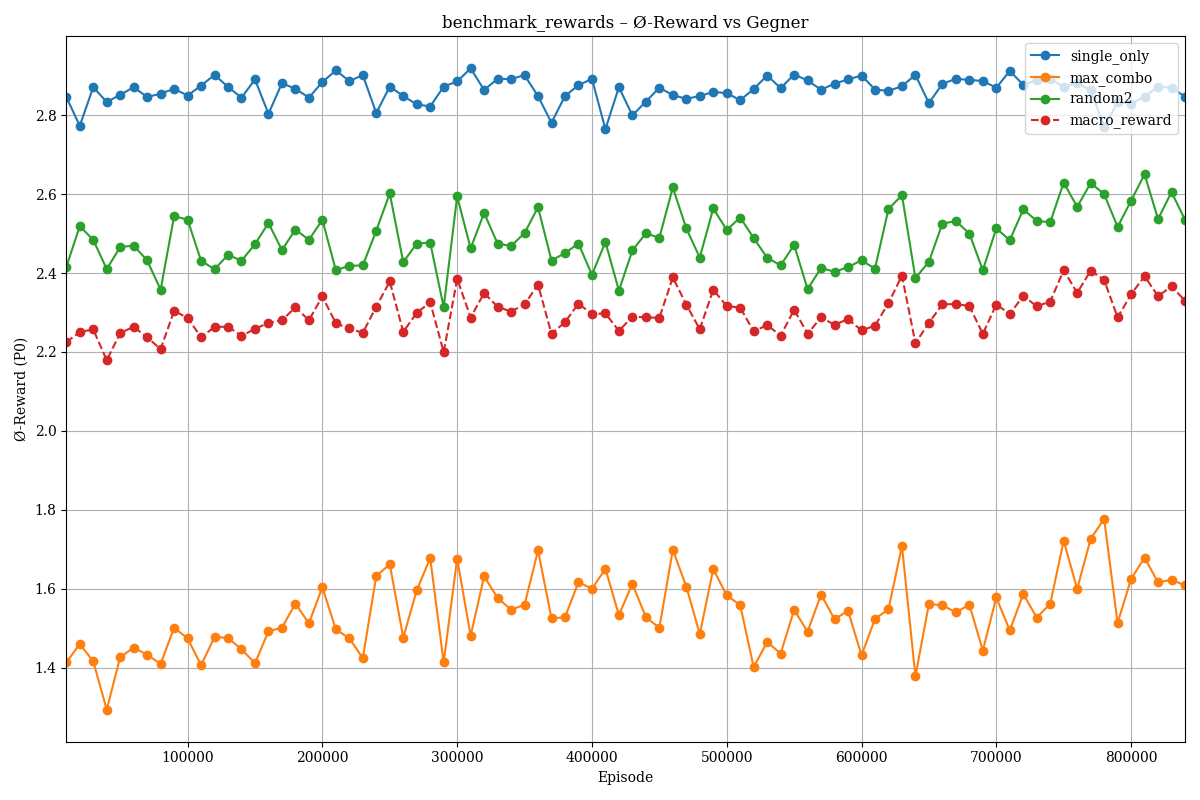 benchmark_rewards – Ø-Reward vs Gegner
single_only
max_combo
random2
macro_reward
Ø-Reward (P0)
2.8
2.6
2.4
2.2
2.0
1.8
1.6
1.4
100000 200000 300000 400000 500000 600000 700000 800000
Episode